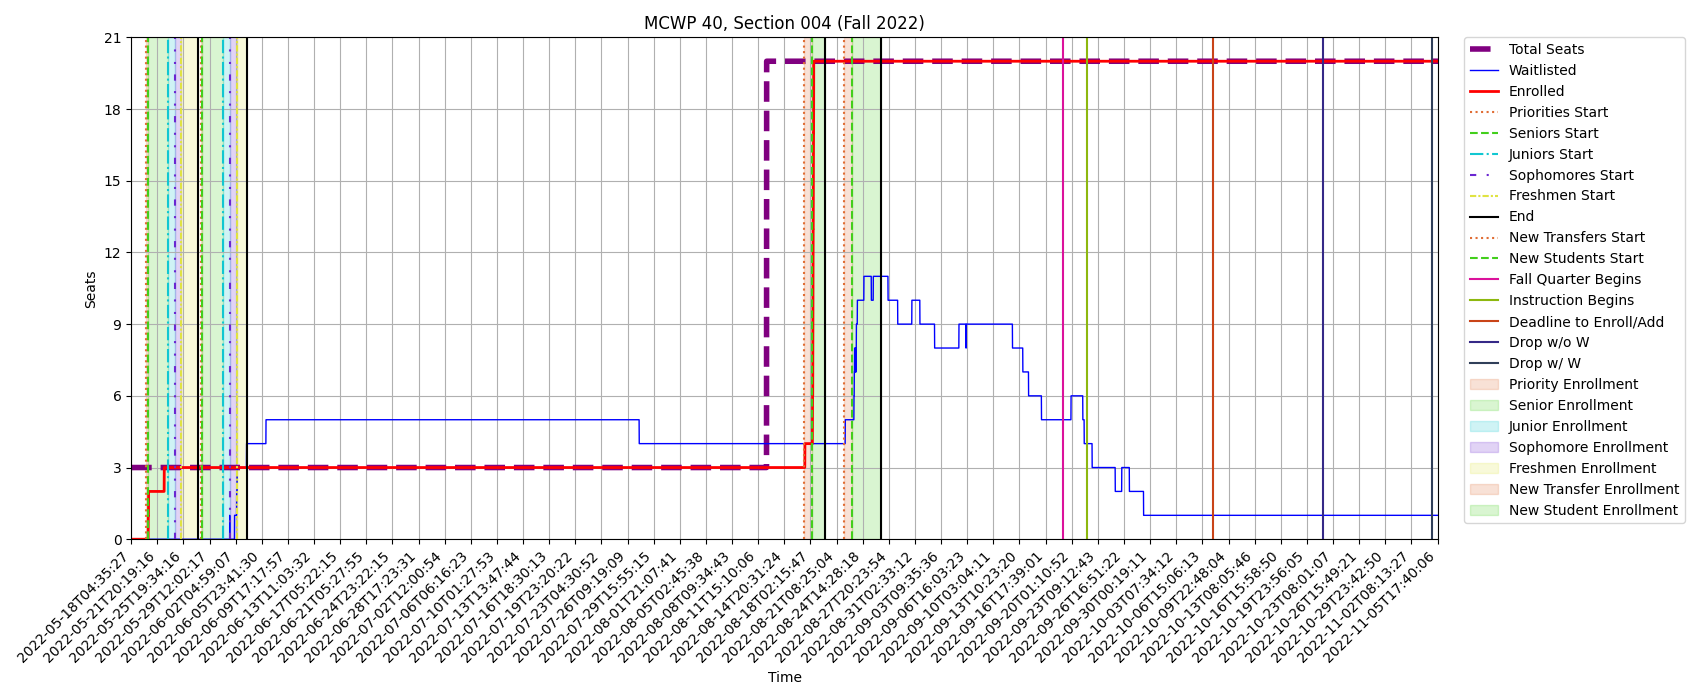 MCWP 40, Section 004 (Fall 2022)
Seats
21
18
15
12
9
6
3
0
2022-05-18T04:35:27
2022-05-21T20:19:16
2022-05-25T19:34:16
2022-05-29T12:02:17
2022-06-02T04:59:07
2022-06-05T23:41:30
2022-06-09T17:17:57
2022-06-13T11:03:32
2022-06-17T05:22:15
2022-06-21T05:27:55
2022-06-24T23:22:15
2022-06-28T17:23:31
2022-07-02T12:00:54
2022-07-06T06:16:23
2022-07-10T01:27:53
2022-07-13T13:47:44
2022-07-16T18:30:13
2022-07-19T23:20:22
2022-07-23T04:30:52
2022-07-26T09:19:09
2022-07-29T15:55:15
2022-08-01T21:07:41
2022-08-05T02:45:38
2022-08-08T09:34:43
2022-08-11T15:10:06
2022-08-14T20:31:24
2022-08-18T02:15:47
2022-08-21T08:25:04
2022-08-24T14:28:18
2022-08-27T20:23:54
2022-08-31T02:33:12
2022-09-03T09:35:36
2022-09-06T16:03:23
2022-09-10T03:04:11
2022-09-13T10:23:20
2022-09-16T17:39:01
2022-09-20T01:10:52
2022-09-23T09:12:43
2022-09-26T16:51:22
2022-09-30T00:19:11
2022-10-03T07:34:12
2022-10-06T15:06:13
2022-10-09T22:48:04
2022-10-13T08:05:46
2022-10-16T15:58:50
2022-10-19T23:56:05
2022-10-23T08:01:07
2022-10-26T15:49:21
2022-10-29T23:42:50
2022-11-02T08:13:27
2022-11-05T17:40:06
Time
Total Seats
Waitlisted
Enrolled
Priorities Start
Seniors Start
Juniors Start
Sophomores Start
Freshmen Start
End
New Transfers Start
New Students Start
Fall Quarter Begins
Instruction Begins
Deadline to Enroll/Add
Drop w/o W
Drop w/ W
Priority Enrollment
Senior Enrollment
Junior Enrollment
Sophomore Enrollment
Freshmen Enrollment
New Transfer Enrollment
New Student Enrollment